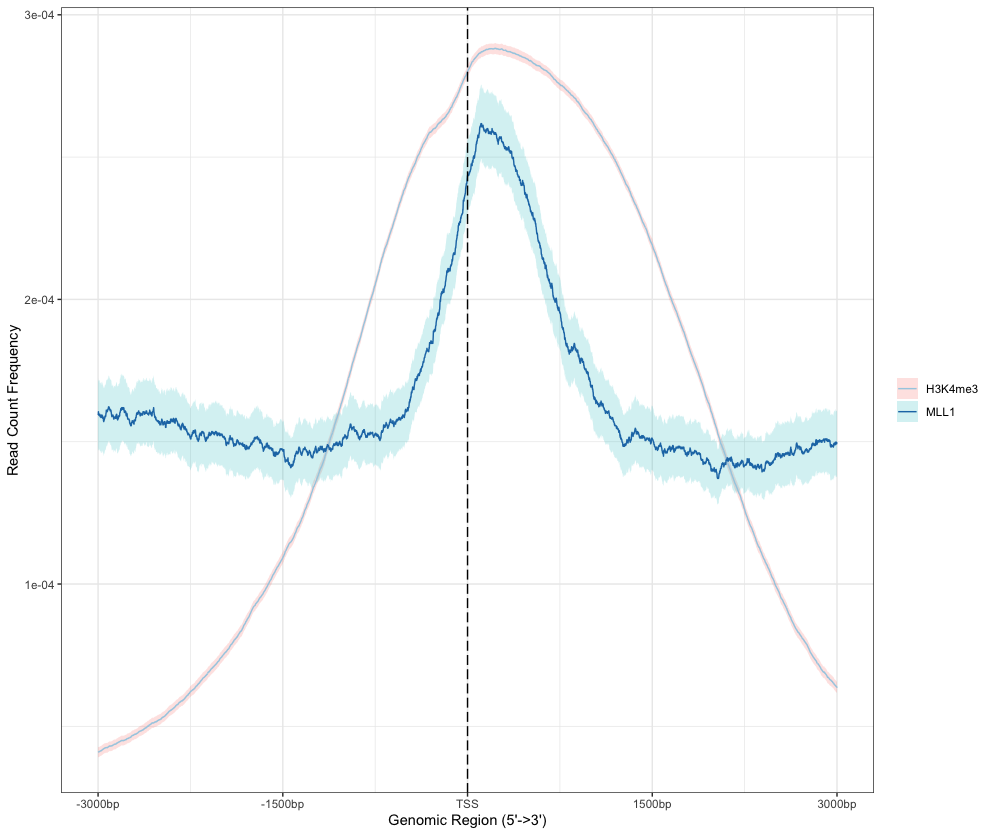 3e-04
2e-04
1e-04
Read Count Frequency
-3000bp
-1500bp
TSS
1500bp
3000bp
Genomic Region (5'->3')
H3K4me3
MLL1